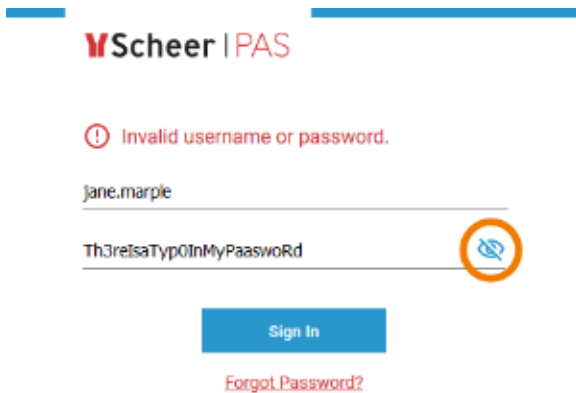 Scheer PAS
Invalid username or password.
jane.marple
Th3reIsaTyp0InMyPaaswoRd
Sign In
Forgot Password?